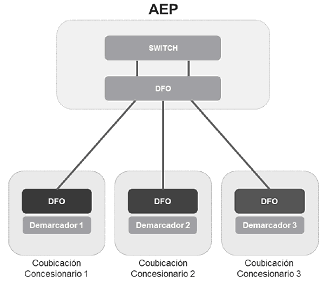 AEP
SWITCH
DFO
DFO
DFO
DFO
Demarcador 1
Demarcador 2
Demarcador 3
Coubicación
Concesionario 1
Coubicación
Concesionario 2
Coubicación
Concesionario 3